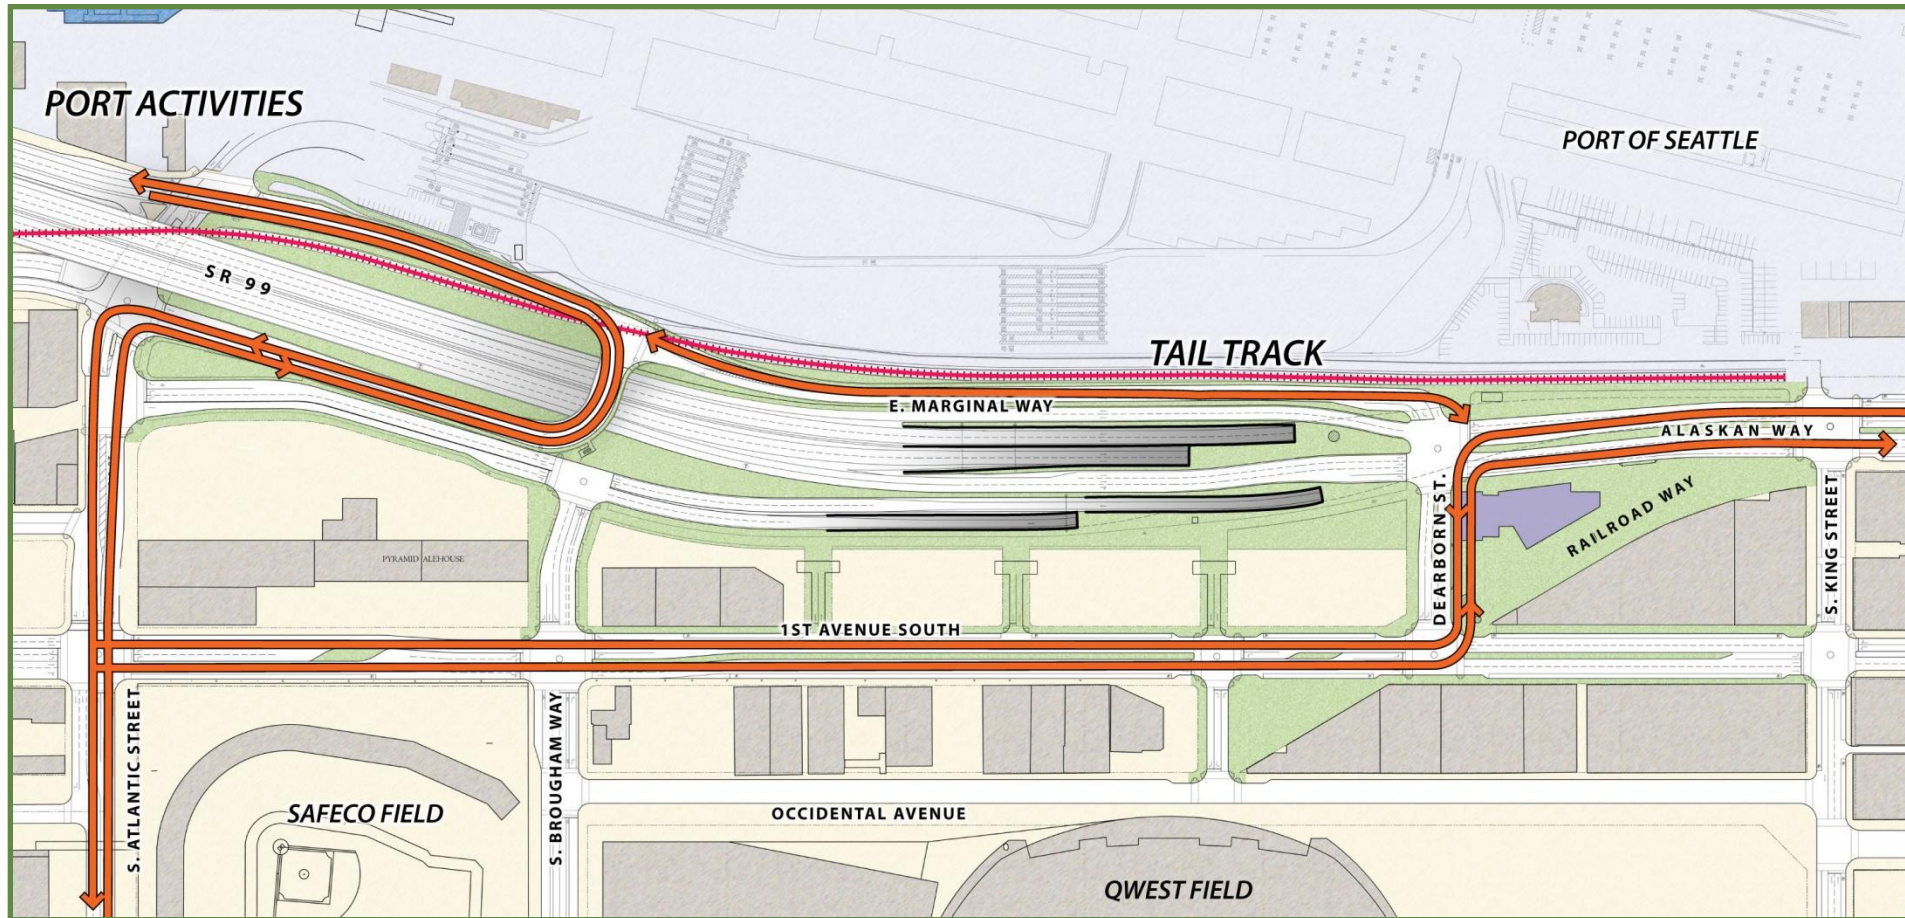 PORT ACTIVITIES
PORT OF SEATTLE
SR 99
TAIL TRACK
E. MARGINAL WAY
ALASKAN WAY
DEARBORN ST.
RAILROAD WAY
S. KING STREET
PYRAMID ALEHOUSE
1ST AVENUE SOUTH
S. ATLANTIC STREET
S. BROUGHAM WAY
SAFECO FIELD
OCCIDENTAL AVENUE
QWEST FIELD